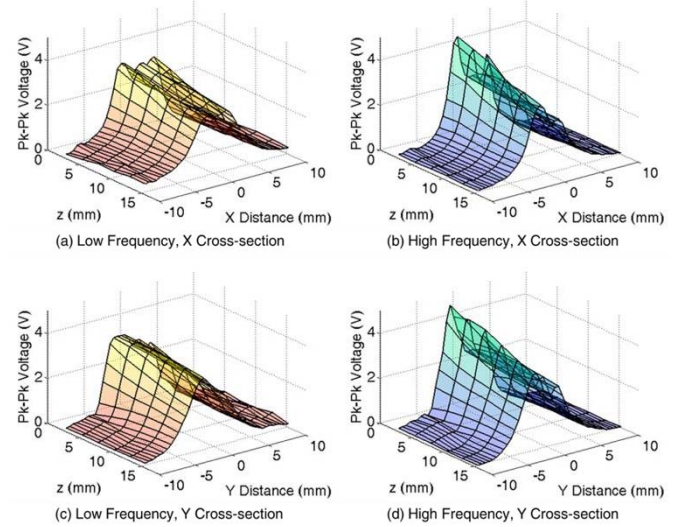 Pk-Pk Voltage (V)
4
2
0
5
10
15
z (mm)
-10
-5
0
5
10
X Distance (mm)
(a) Low Frequency, X Cross-section
Pk-Pk Voltage (V)
4
2
0
5
10
15
z (mm)
-10
-5
0
5
10
X Distance (mm)
(b) High Frequency, X Cross-section
Pk-Pk Voltage (V)
4
2
0
5
10
15
z (mm)
-10
-5
0
5
10
Y Distance (mm)
(c) Low Frequency, Y Cross-section
Pk-Pk Voltage (V)
4
2
0
5
10
15
z (mm)
-10
-5
0
5
10
Y Distance (mm)
(d) High Frequency, Y Cross-section